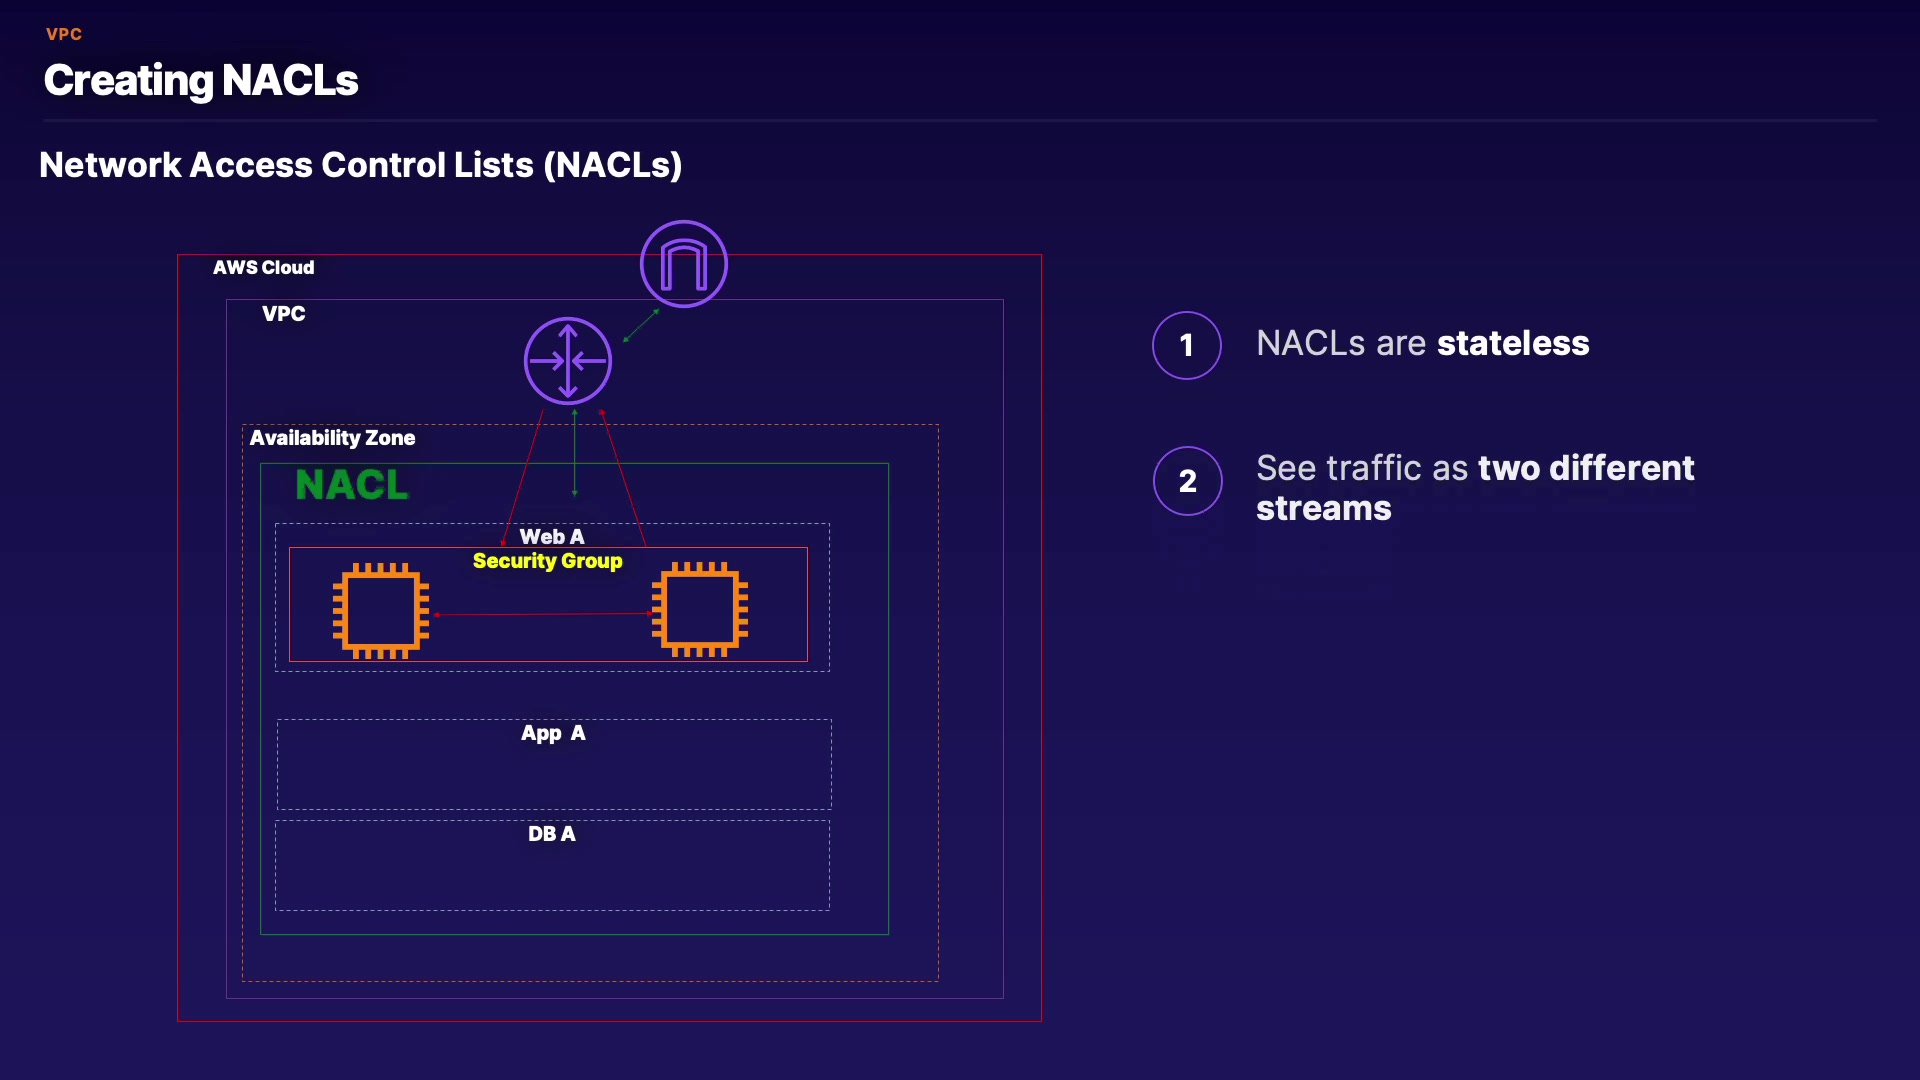 VPC
Creating NACLs
Network Access Control Lists (NACLs)
AWS Cloud
VPC
Availability Zone
NACL
Web A
Security Group
App A
DB A
1
NACLs are stateless
2
See traffic as two different
streams